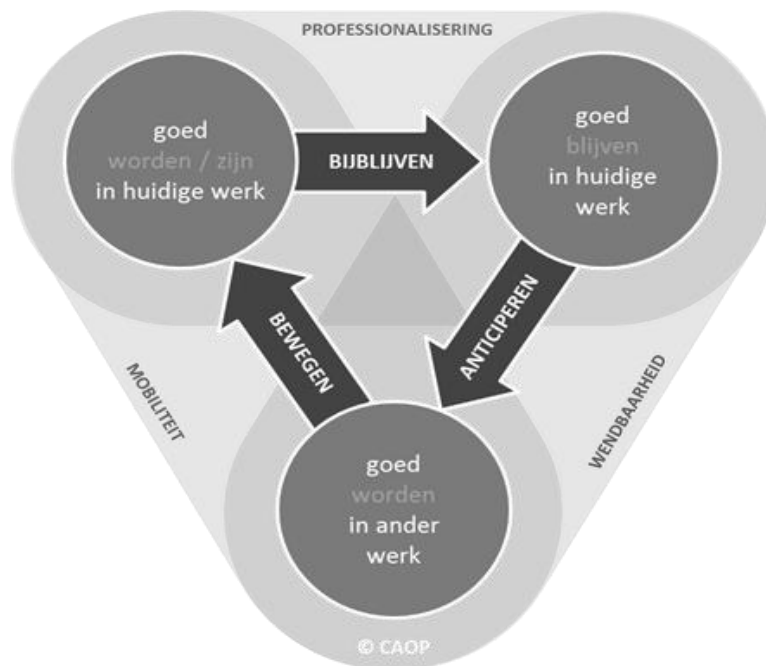 PROFESSIONALISERING
goed
worden / zijn
in huidige werk
BIJBLIJVEN
goed
blijven
in huidige
werk
BEWEGEN
ANTICIPEREN
MOBILITEIT
WENDBAARHEID
goed
worden
in ander
werk
© CAOP